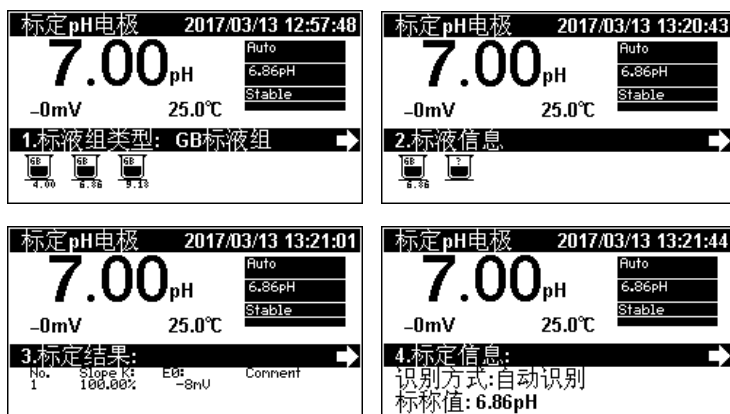 标定pH电极 2017/03/13 12:57:48
7.00pH
Auto
6.86pH
Stable
-0mV 25.0℃
1.标液组类型: GB标液组
GB GB GB
4.00 6.86 9.18
标定pH电极 2017/03/13 13:20:43
7.00pH
Auto
6.86pH
Stable
-0mV 25.0℃
2.标液信息
GB ?
6.86
标定pH电极 2017/03/13 13:21:01
7.00pH
Auto
6.86pH
Stable
-0mV 25.0℃
3.标定结果:
No. Slope K: E0: Comment
1 100.00% -8mV
标定pH电极 2017/03/13 13:21:44
7.00pH
Auto
6.86pH
Stable
-0mV 25.0℃
4.标定信息:
识别方式:自动识别
标称值: 6.86pH